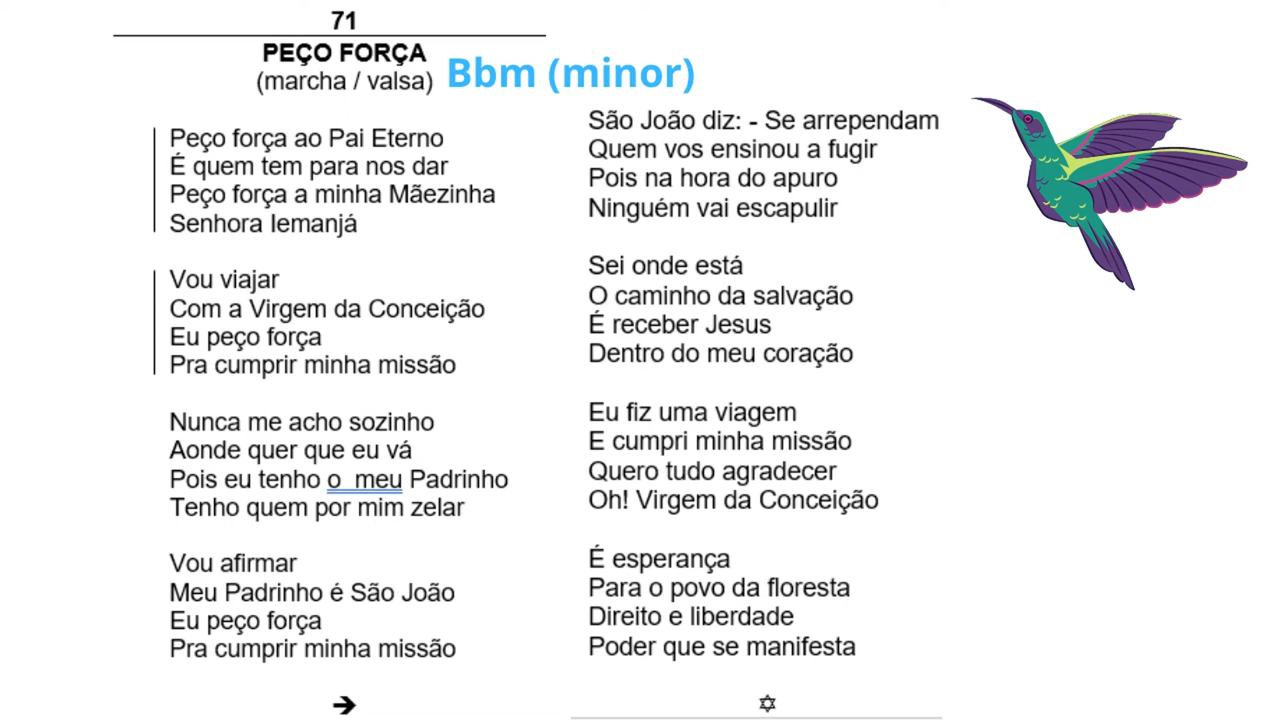 71
PEÇO FORÇA
(marcha / valsa)
Bbm (minor)
Peço força ao Pai Eterno
É quem tem para nos dar
Peço força a minha Mãezinha
Senhora Iemanjá
Vou viajar
Com a Virgem da Conceição
Eu peço força
Pra cumprir minha missão
Nunca me acho sozinho
Aonde quer que eu vá
Pois eu tenho o  meu Padrinho
Tenho quem por mim zelar
Vou afirmar
Meu Padrinho é São João
Eu peço força
Pra cumprir minha missão
São João diz: - Se arrependam
Quem vos ensinou a fugir
Pois na hora do apuro
Ninguém vai escapulir
Sei onde está
O caminho da salvação
É receber Jesus
Dentro do meu coração
Eu fiz uma viagem
E cumpri minha missão
Quero tudo agradecer
Oh! Virgem da Conceição
É esperança
Para o povo da floresta
Direito e liberdade
Poder que se manifesta